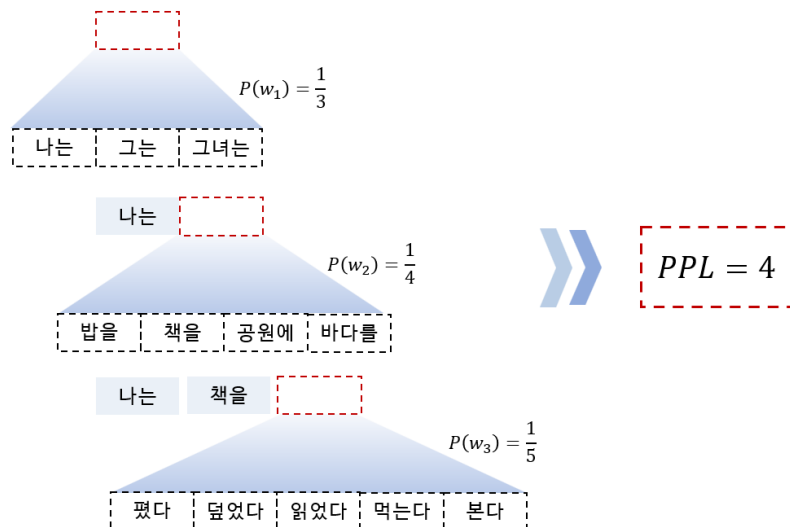 P(w₁) = 1/3
나는 그는 그녀는
나는
P(w₂) = 1/4
PPL = 4
밥을 책을 공원에 바다를
나는 책을
P(w₃) = 1/5
폈다 덮었다 읽었다 먹는다 본다